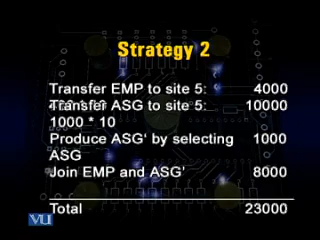 Strategy 2
Transfer EMP to site 5: 4000
Transfer ASG to site 5: 10000
1000 * 10
Produce ASG' by selecting 1000
ASG
Join EMP and ASG' 8000
Total 23000
VU